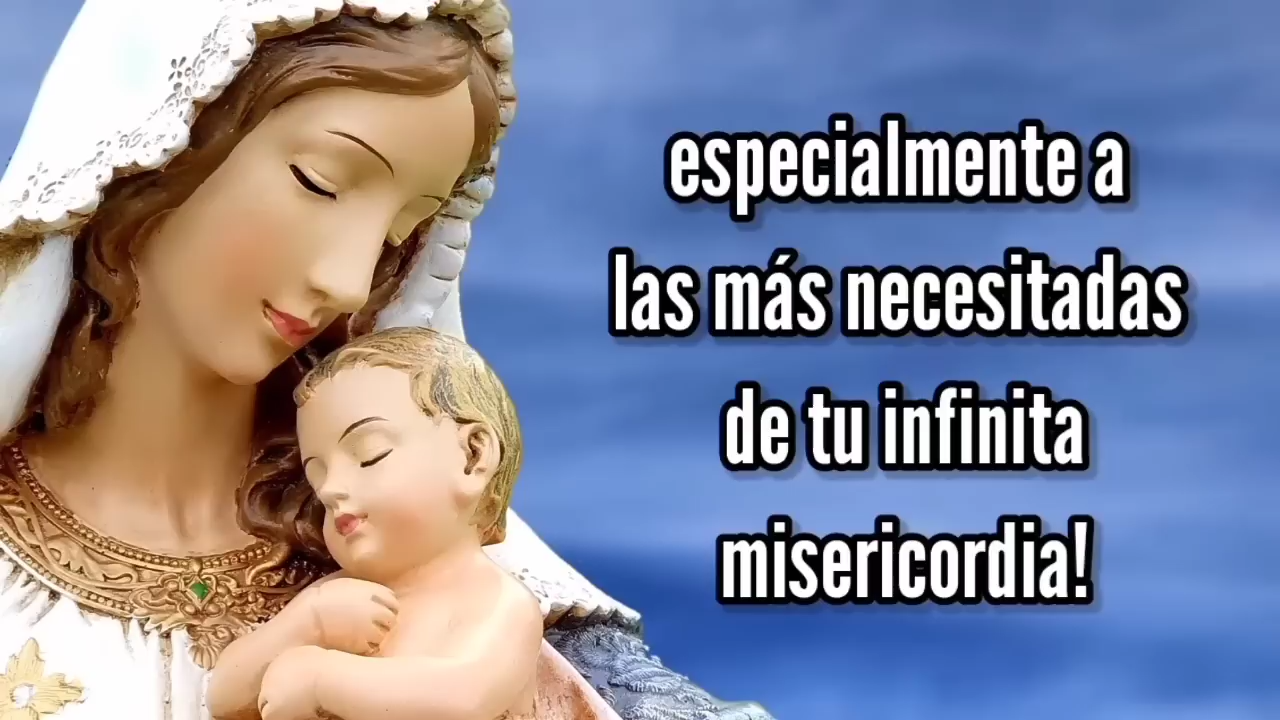 especialmente a
las más necesitadas
de tu infinita
misericordia!